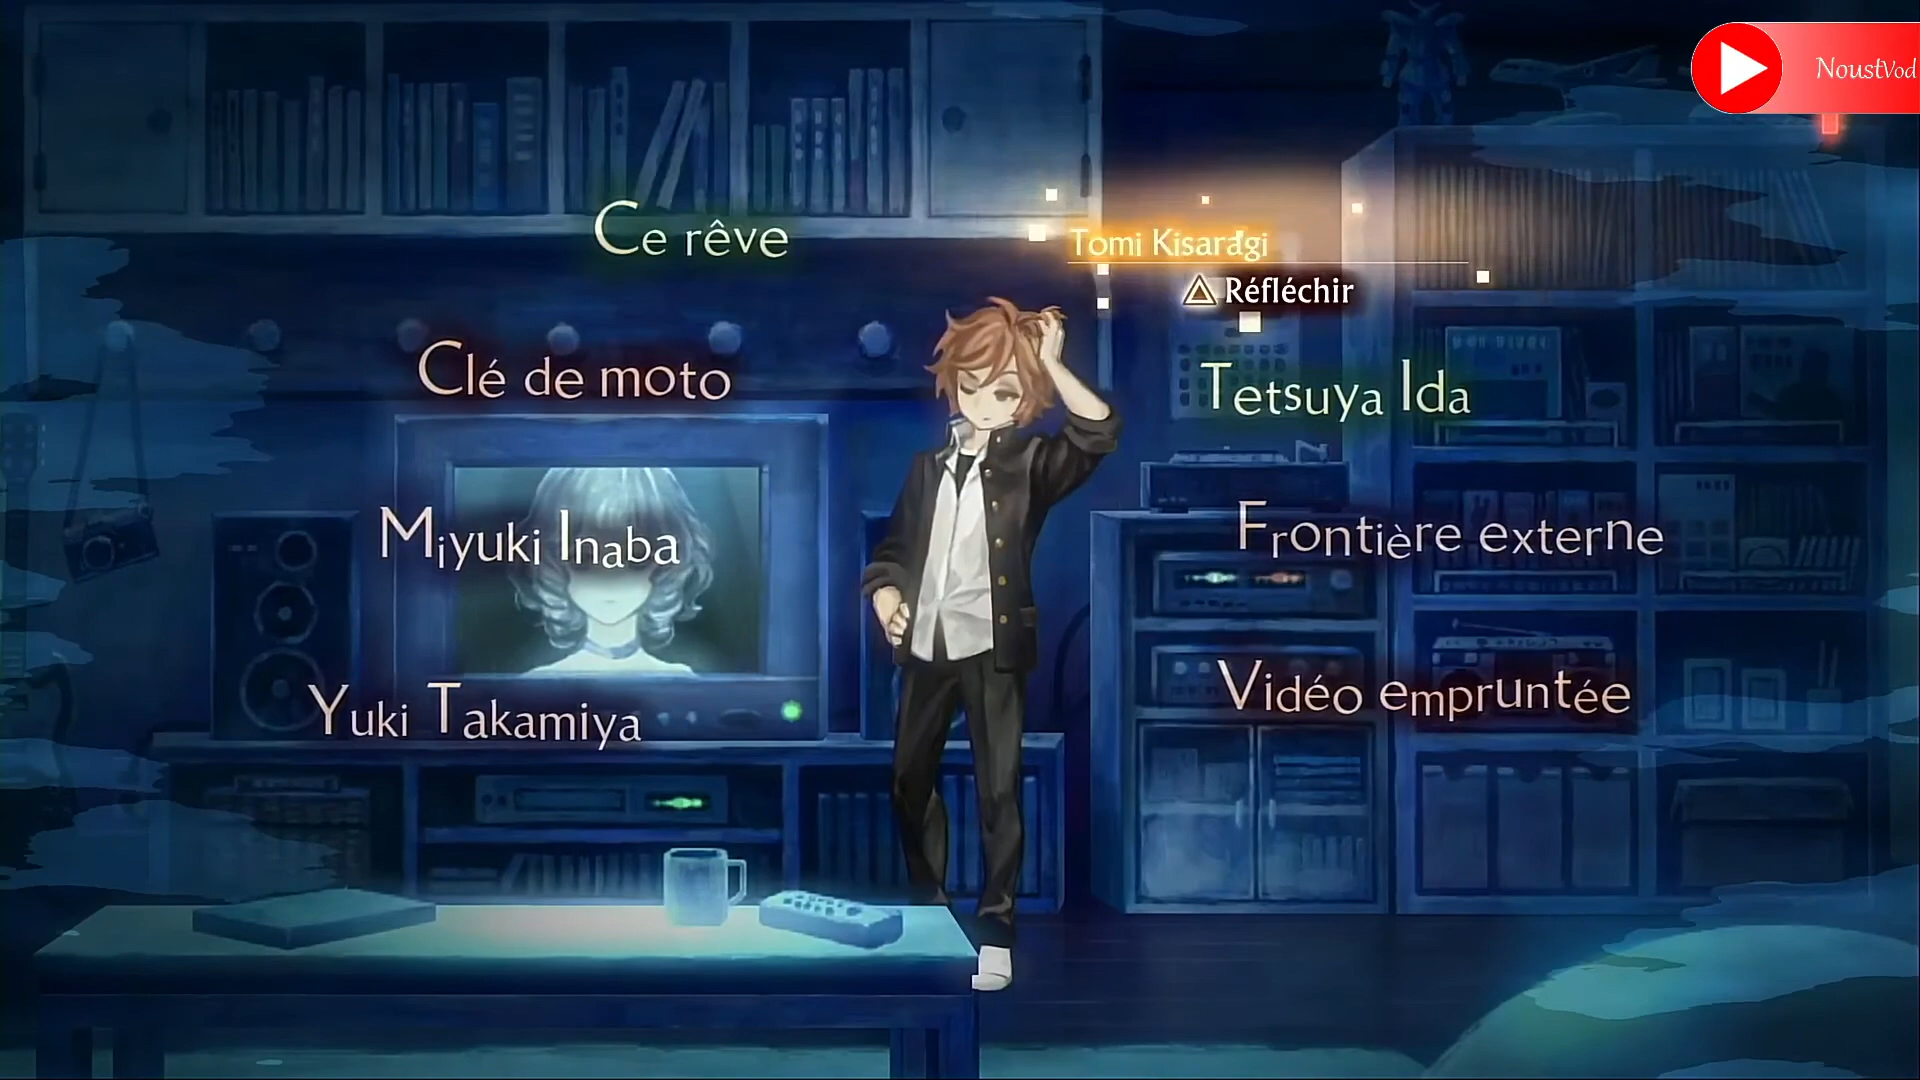 NoustVod
Ce rêve
Tomi Kisaragi
Réfléchir
Clé de moto
Tetsuya Ida
Miyuki Inaba
Frontière externe
Yuki Takamiya
Vidéo empruntée